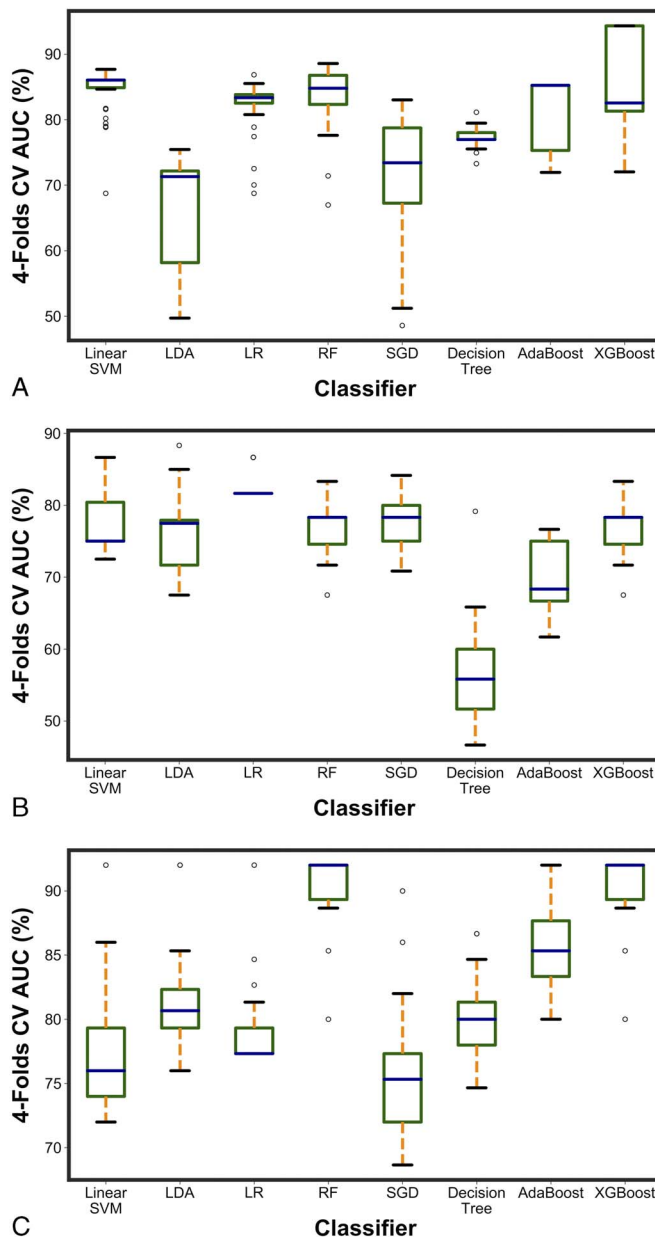 4-Folds CV AUC (%)
90
80
70
60
50
Linear SVM LDA LR RF SGD Decision Tree AdaBoost XGBoost
A
Classifier
4-Folds CV AUC (%)
90
80
70
60
50
Linear SVM LDA LR RF SGD Decision Tree AdaBoost XGBoost
B
Classifier
4-Folds CV AUC (%)
90
85
80
75
70
Linear SVM LDA LR RF SGD Decision Tree AdaBoost XGBoost
C
Classifier